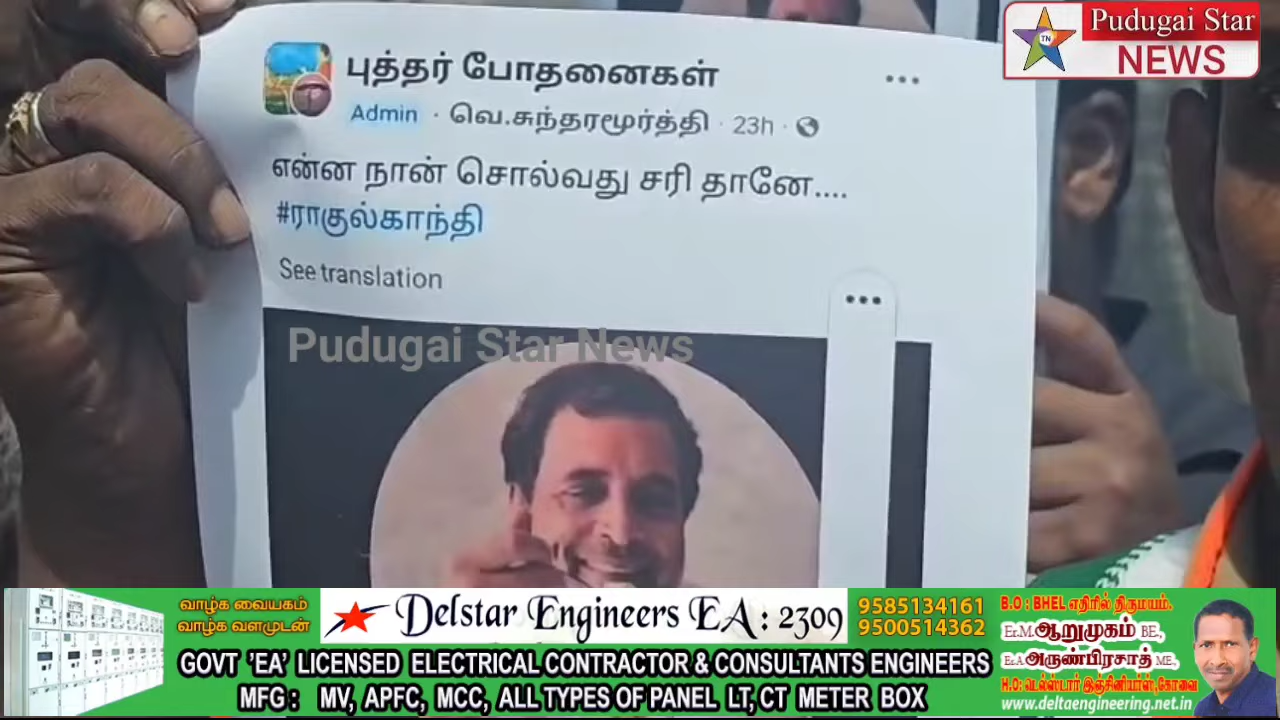 Pudugai Star
TN
NEWS
புத்தர் போதனைகள்
Admin · வெ.சுந்தரமூர்த்தி · 23h
என்ன நான் சொல்வது சரி தானே....
#ராகுல்காந்தி
See translation
Pudugai Star News
வாழ்க வையகம்
வாழ்க வளமுடன்
Delstar Engineers EA : 2309
9585134161
9500514362
GOVT 'EA' LICENSED ELECTRICAL CONTRACTOR & CONSULTANTS ENGINEERS
MFG : MV, APFC, MCC, ALL TYPES OF PANEL LT, CT METER BOX
B.O : BHEL எதிரில் திருமயம்.
Er.M.ஆறுமுகம் BE.,
Er.A.அருண்பிரசாத் ME.,
H.O: டெல்ஸ்டார் இஞ்சினியர்ஸ்,கோவை
www.deltaengineering.net.in